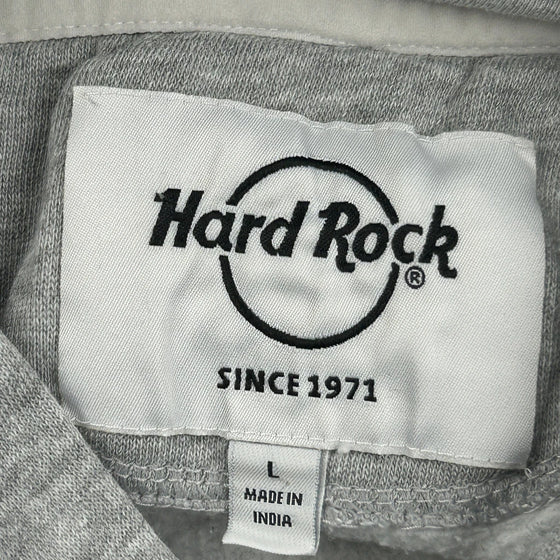 Hard Rock®
SINCE 1971
L
MADE IN
INDIA